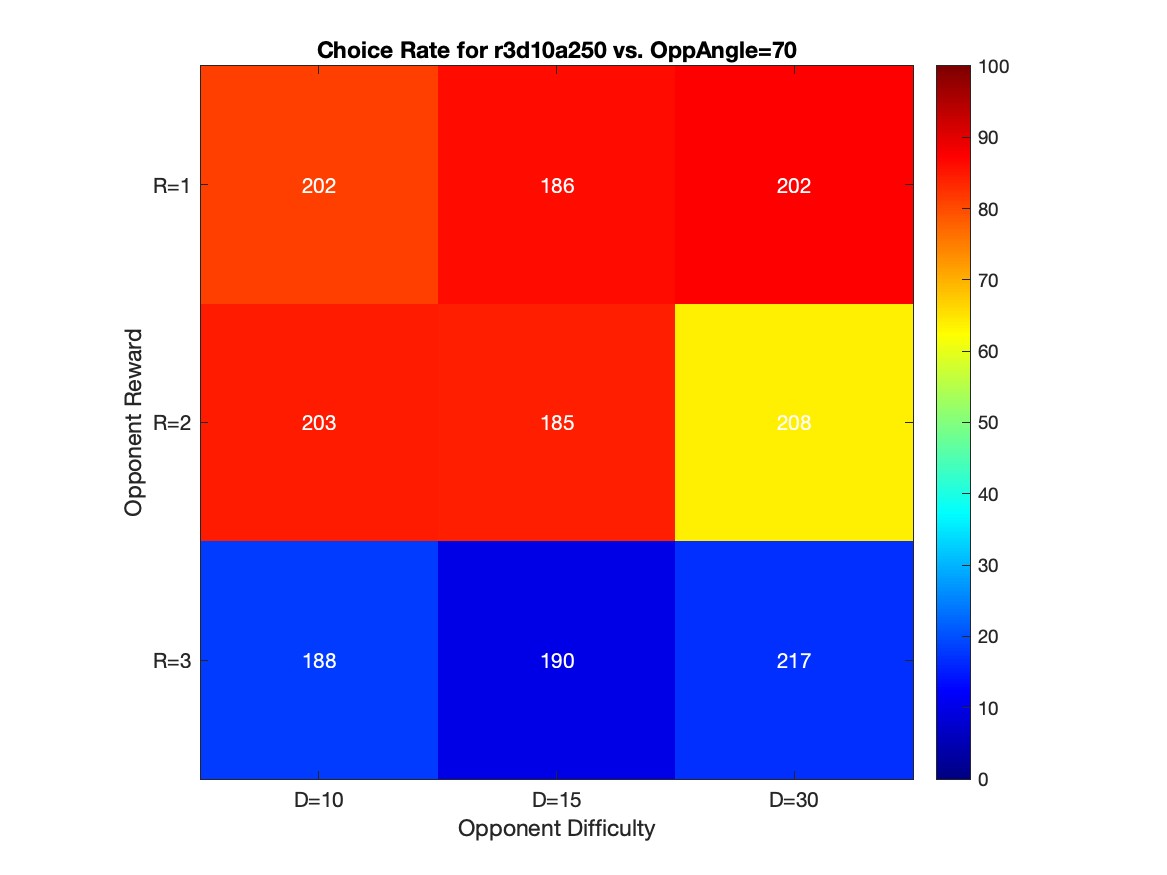 Choice Rate for r3d10a250 vs. OppAngle=70
100
90
80
70
60
50
40
30
20
10
0
Opponent Reward
R=1
202 186 202
R=2
203 185 208
R=3
188 190 217
D=10 D=15 D=30
Opponent Difficulty